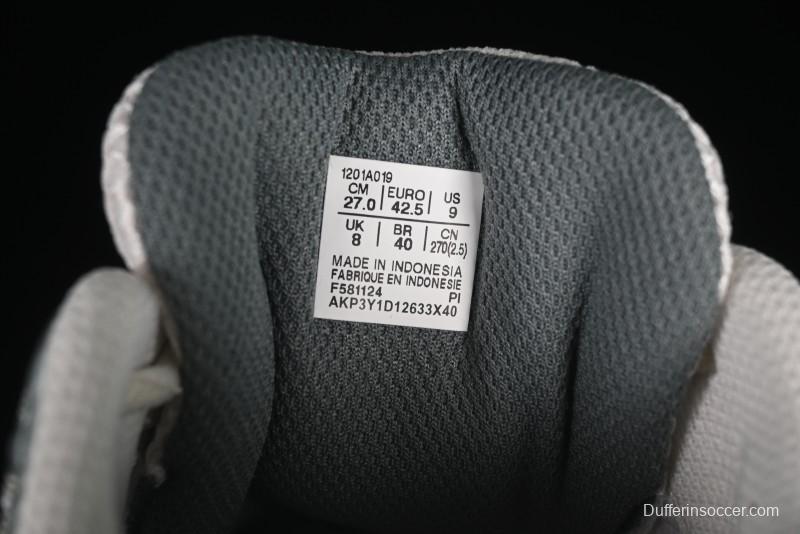 1201A019
CM | EURO | US
27.0 | 42.5 | 9
UK | BR | CN
8 | 40 | 270(2.5)
MADE IN INDONESIA
FABRIQUE EN INDONESIE
F581124 PI
AKP3Y1D12633X40
Dufferinsoccer.com